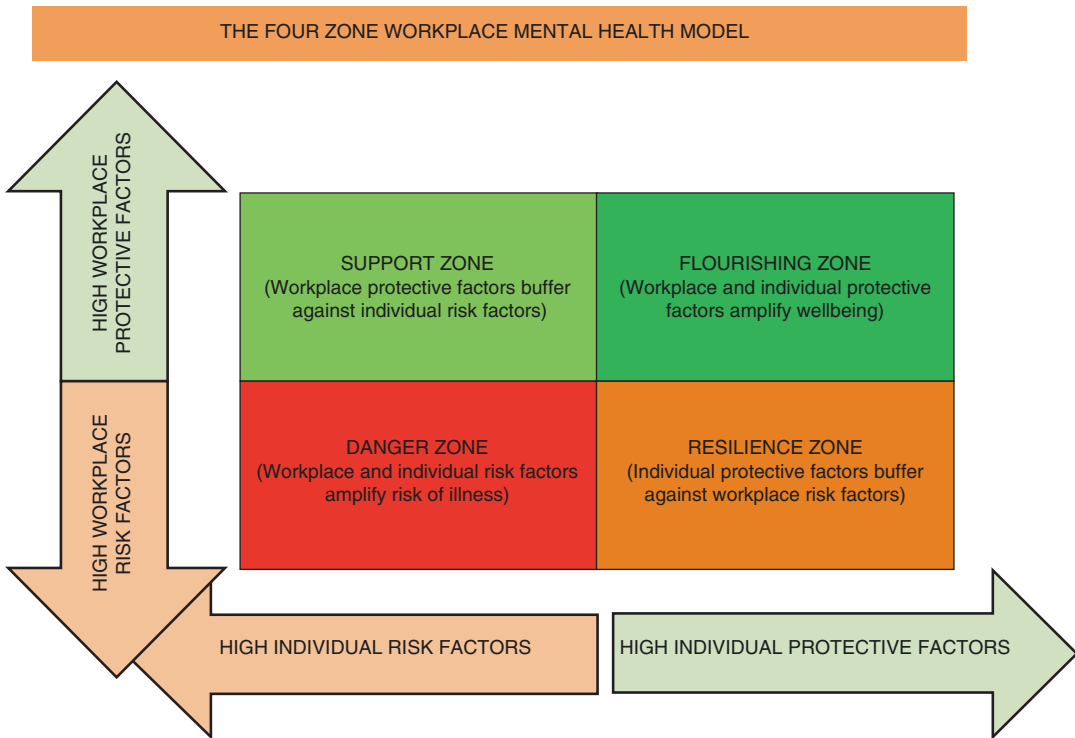 THE FOUR ZONE WORKPLACE MENTAL HEALTH MODEL
HIGH WORKPLACE
PROTECTIVE FACTORS
SUPPORT ZONE
(Workplace protective factors buffer
against individual risk factors)
FLOURISHING ZONE
(Workplace and individual protective
factors amplify wellbeing)
HIGH WORKPLACE
RISK FACTORS
DANGER ZONE
(Workplace and individual risk factors
amplify risk of illness)
RESILIENCE ZONE
(Individual protective factors buffer
against workplace risk factors)
HIGH INDIVIDUAL RISK FACTORS
HIGH INDIVIDUAL PROTECTIVE FACTORS